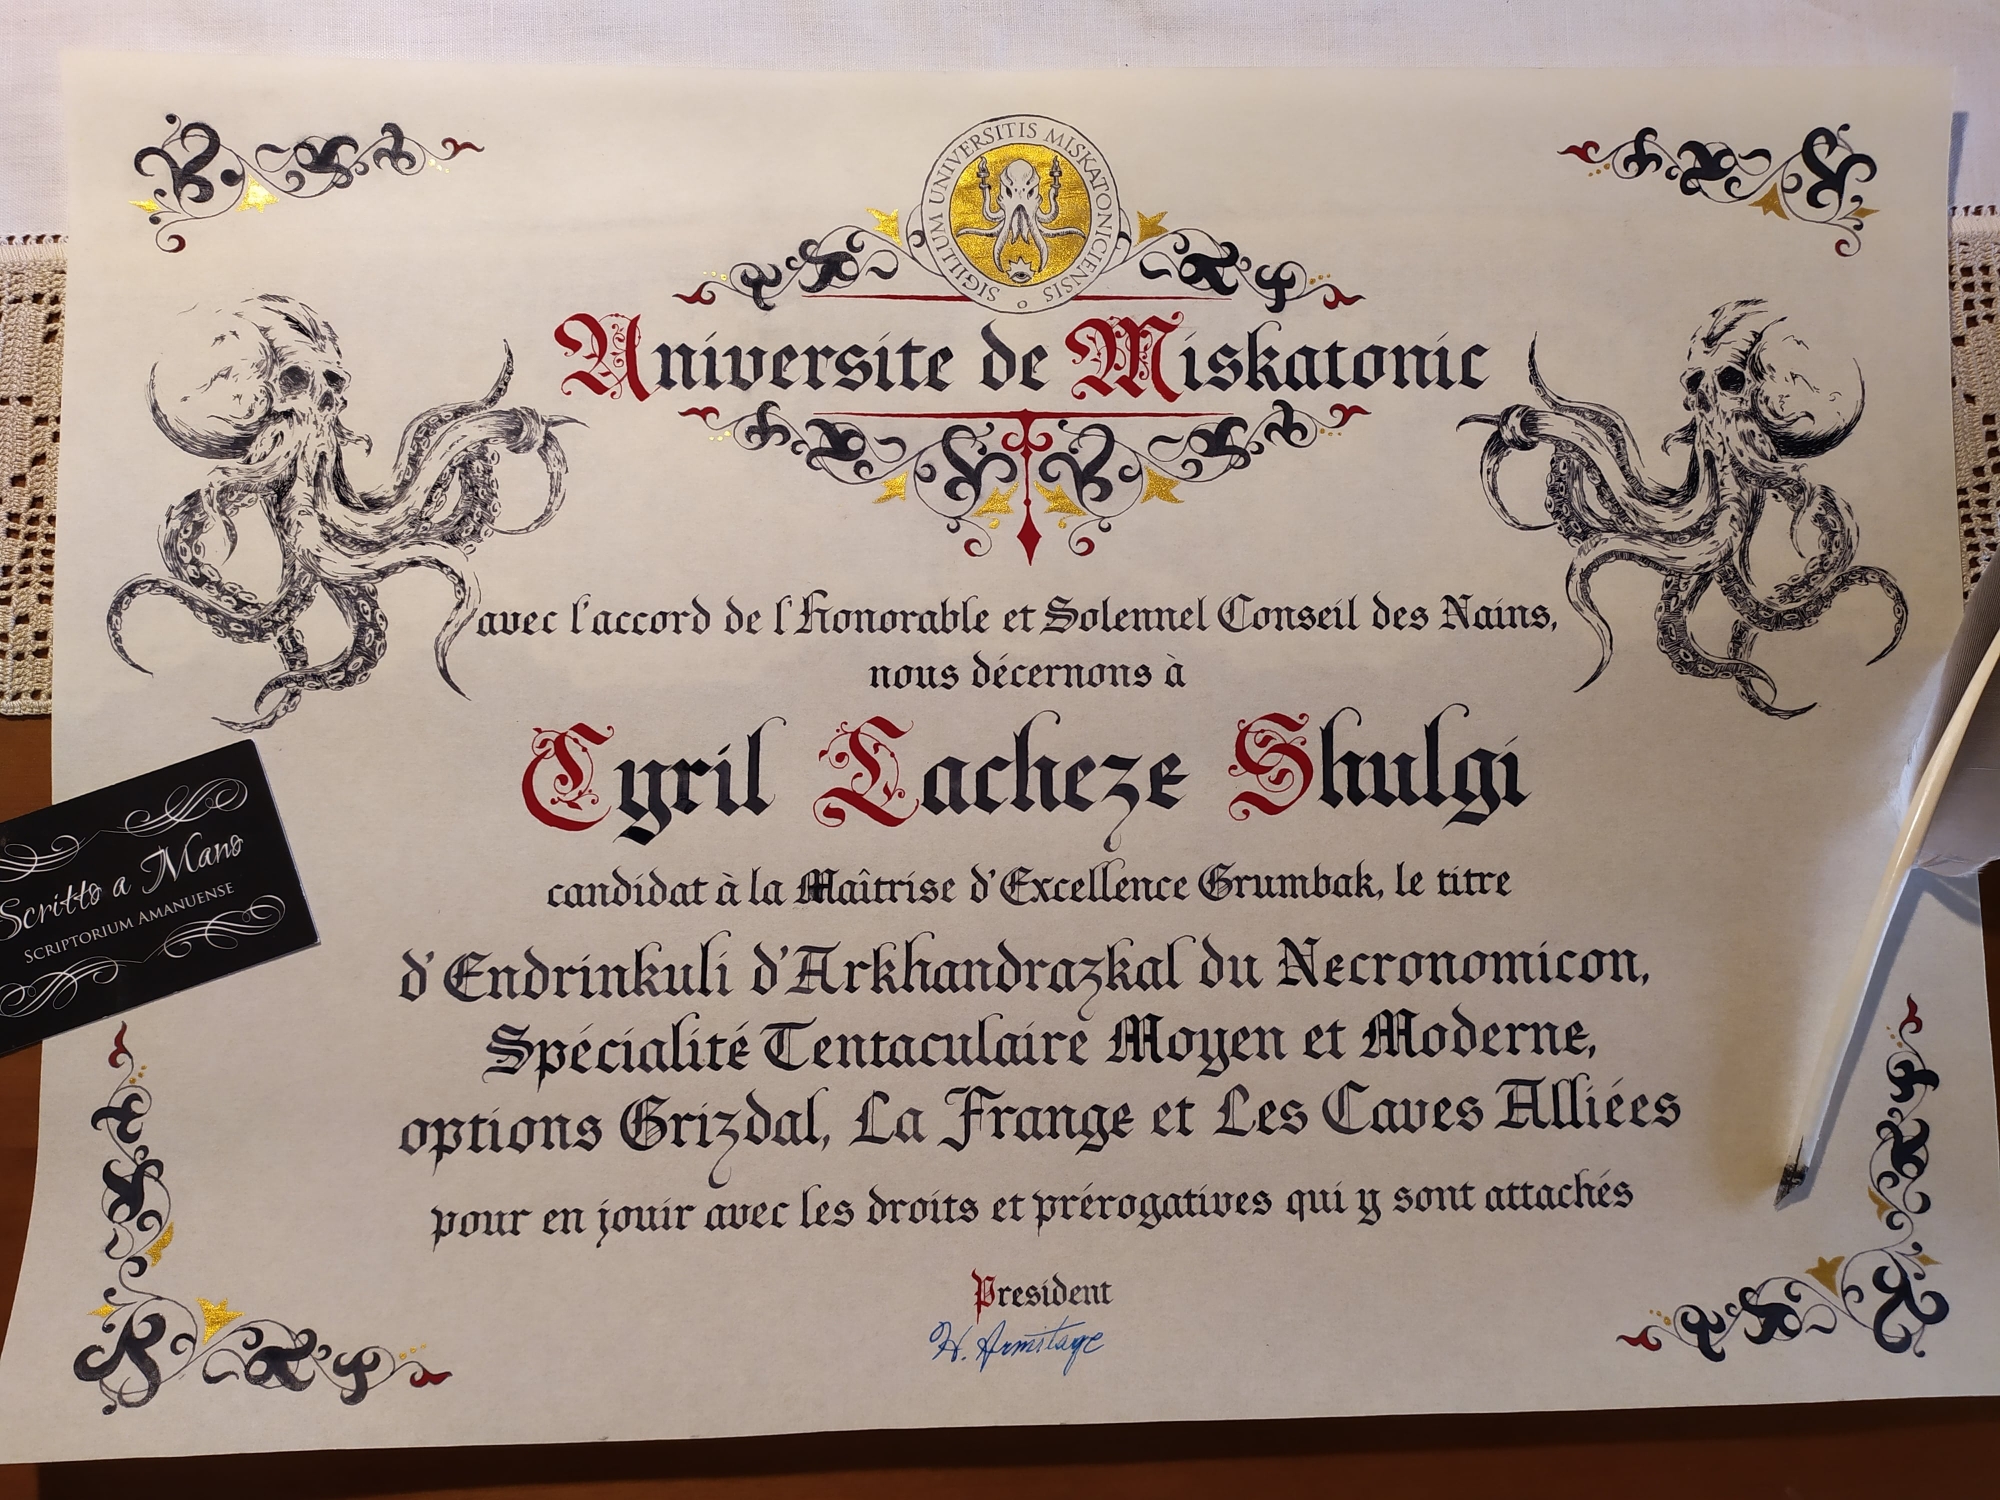 SIGILLUM UNIVERSITIS MISKATONICIENSIS
Universite de Miskatonic
avec l'accord de l'Honorable et Solennel Conseil des Nains,
nous décernons à
Cyril Lacheze Shulgi
candidat à la Maîtrise d'Excellence Grumbak, le titre
d'Endrinkuli d'Arkhandrazkal du Necronomicon,
Spécialité Tentaculaire Moyen et Moderne,
options Grizdal, La Frange et Les Caves Alliées
pour en jouir avec les droits et prérogatives qui y sont attachés
President
H. Armitage
Scritto a Mano
SCRIPTORIUM AMANUENSE